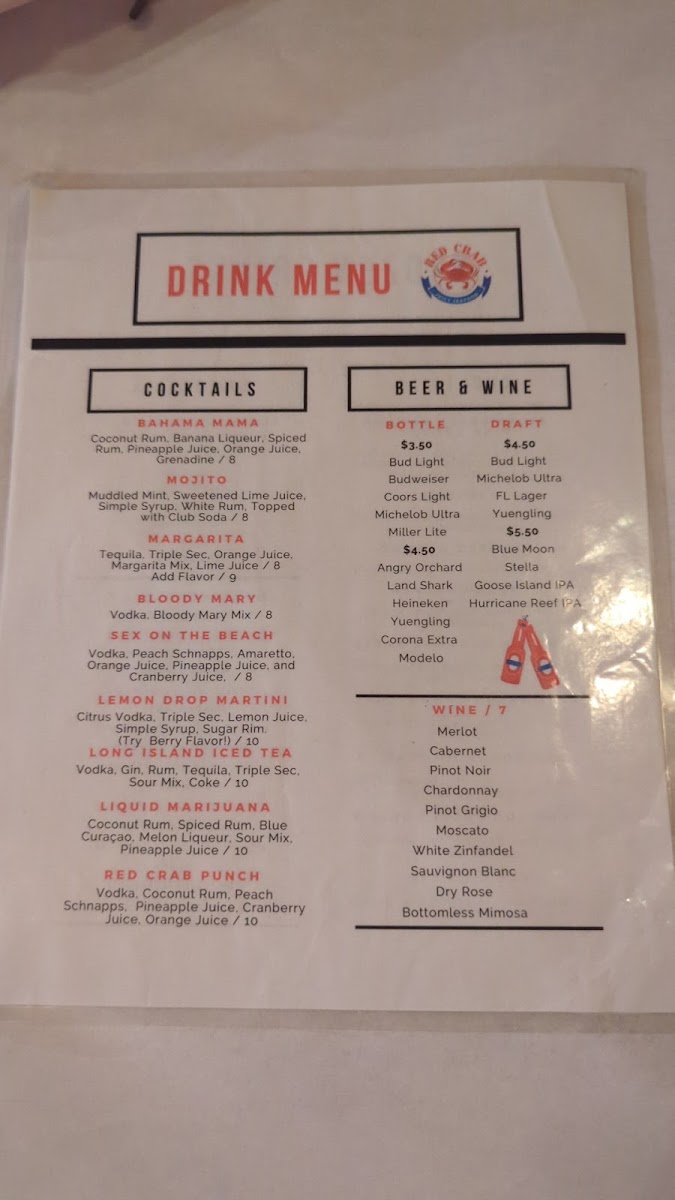 DRINK MENU
RED CRAB
COCKTAILS
BAHAMA MAMA
Coconut Rum, Banana Liqueur, Spiced
Rum, Pineapple Juice, Orange Juice,
Grenadine / 8
MOJITO
Muddled Mint, Sweetened Lime Juice,
Simple Syrup, White Rum, Topped
with Club Soda / 8
MARGARITA
Tequila, Triple Sec, Orange Juice,
Margarita Mix, Lime Juice / 8
Add Flavor / 9
BLOODY MARY
Vodka, Bloody Mary Mix / 8
SEX ON THE BEACH
Vodka, Peach Schnapps, Amaretto,
Orange Juice, Pineapple Juice, and
Cranberry Juice, / 8
LEMON DROP MARTINI
Citrus Vodka, Triple Sec, Lemon Juice,
Simple Syrup, Sugar Rim.
(Try Berry Flavor!) / 10
LONG ISLAND ICED TEA
Vodka, Gin, Rum, Tequila, Triple Sec,
Sour Mix, Coke / 10
LIQUID MARIJUANA
Coconut Rum, Spiced Rum, Blue
Curaçao, Melon Liqueur, Sour Mix,
Pineapple Juice / 10
RED CRAB PUNCH
Vodka, Coconut Rum, Peach
Schnapps, Pineapple Juice, Cranberry
Juice, Orange Juice / 10
BEER & WINE
BOTTLE
$3.50
Bud Light
Budweiser
Coors Light
Michelob Ultra
Miller Lite
$4.50
Angry Orchard
Land Shark
Heineken
Yuengling
Corona Extra
Modelo
DRAFT
$4.50
Bud Light
Michelob Ultra
FL Lager
Yuengling
$5.50
Blue Moon
Stella
Goose Island IPA
Hurricane Reef IPA
WINE / 7
Merlot
Cabernet
Pinot Noir
Chardonnay
Pinot Grigio
Moscato
White Zinfandel
Sauvignon Blanc
Dry Rose
Bottomless Mimosa